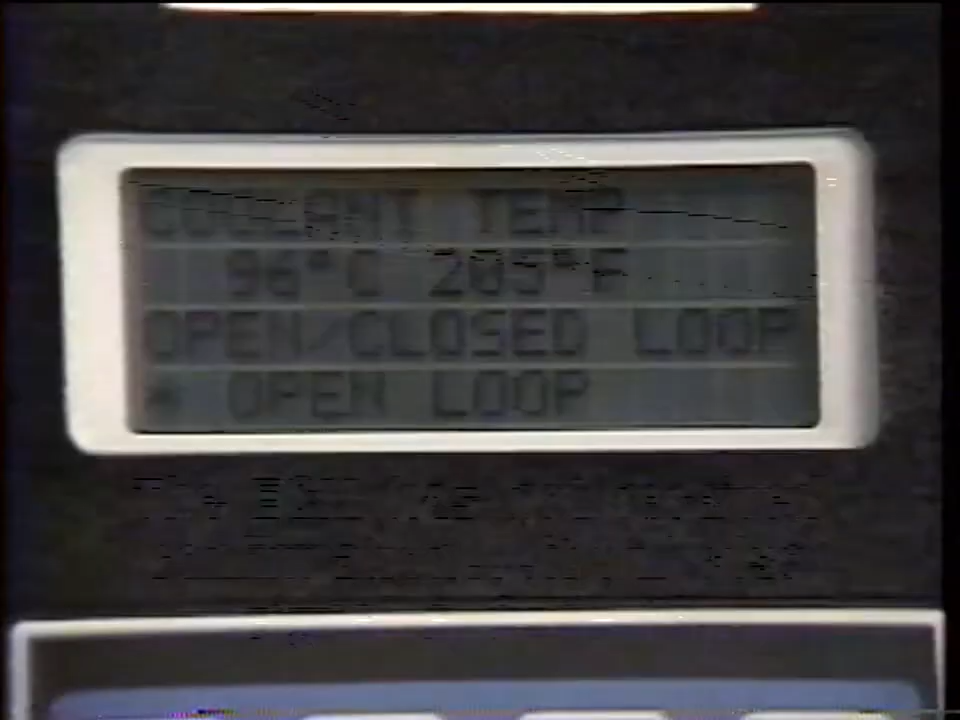 COOLANT TEMP
96°C 205°F
OPEN/CLOSED LOOP
* OPEN LOOP